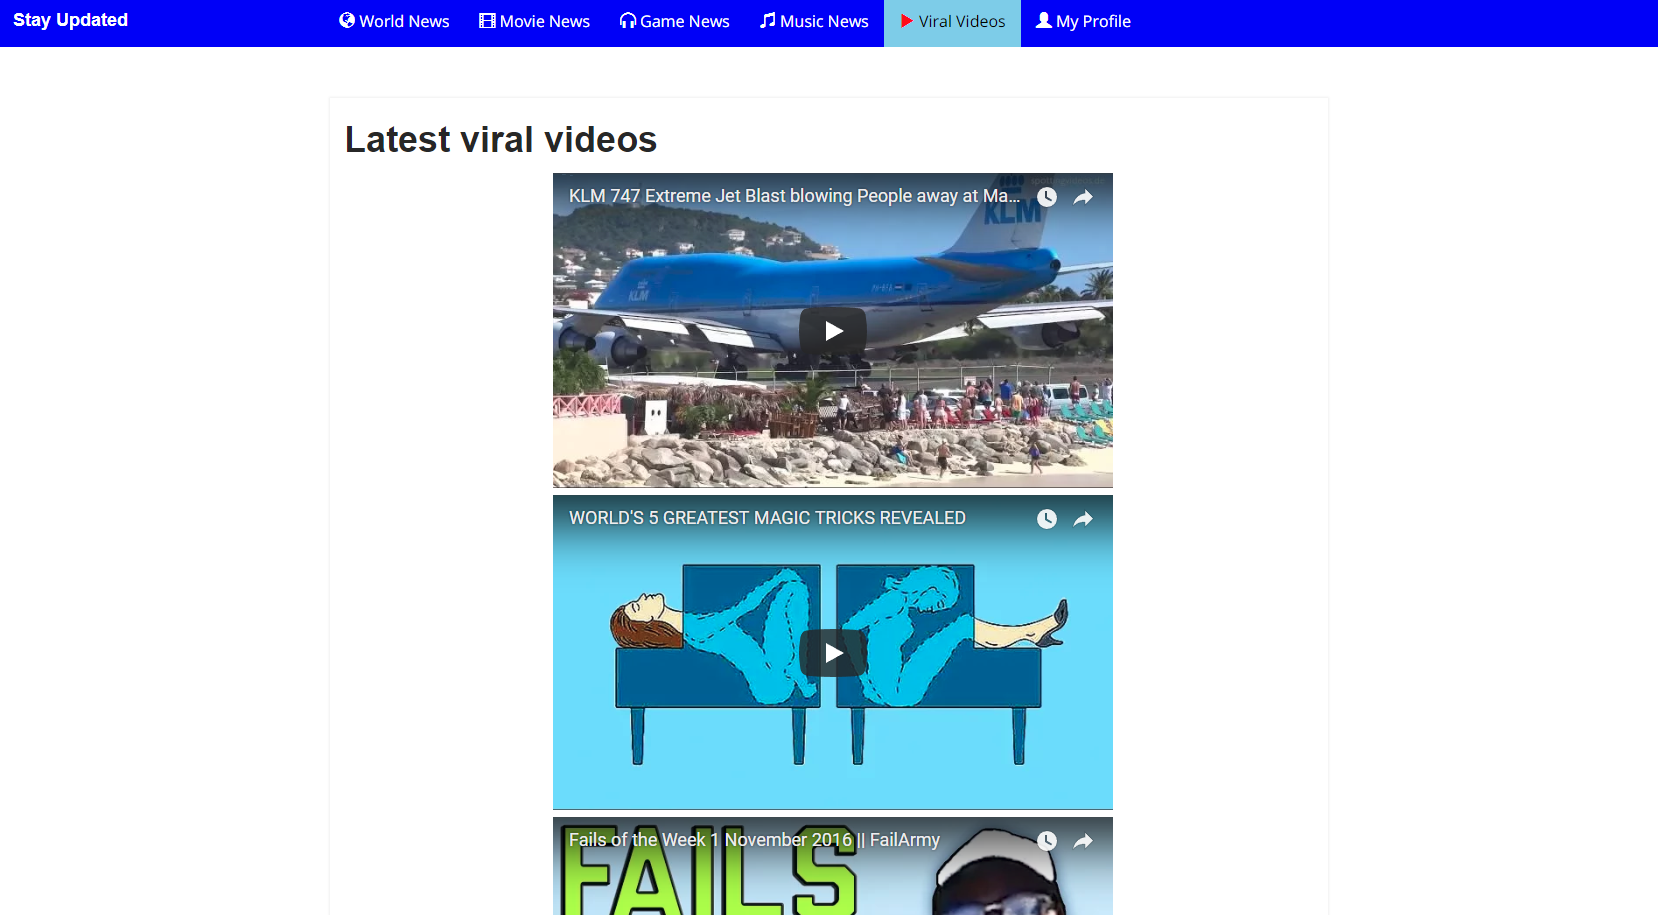 Stay Updated
World News
Movie News
Game News
Music News
Viral Videos
My Profile
Latest viral videos
KLM 747 Extreme Jet Blast blowing People away at Ma...
KLM
KLM
WORLD'S 5 GREATEST MAGIC TRICKS REVEALED
Fails of the Week 1 November 2016 || FailArmy
FAILS